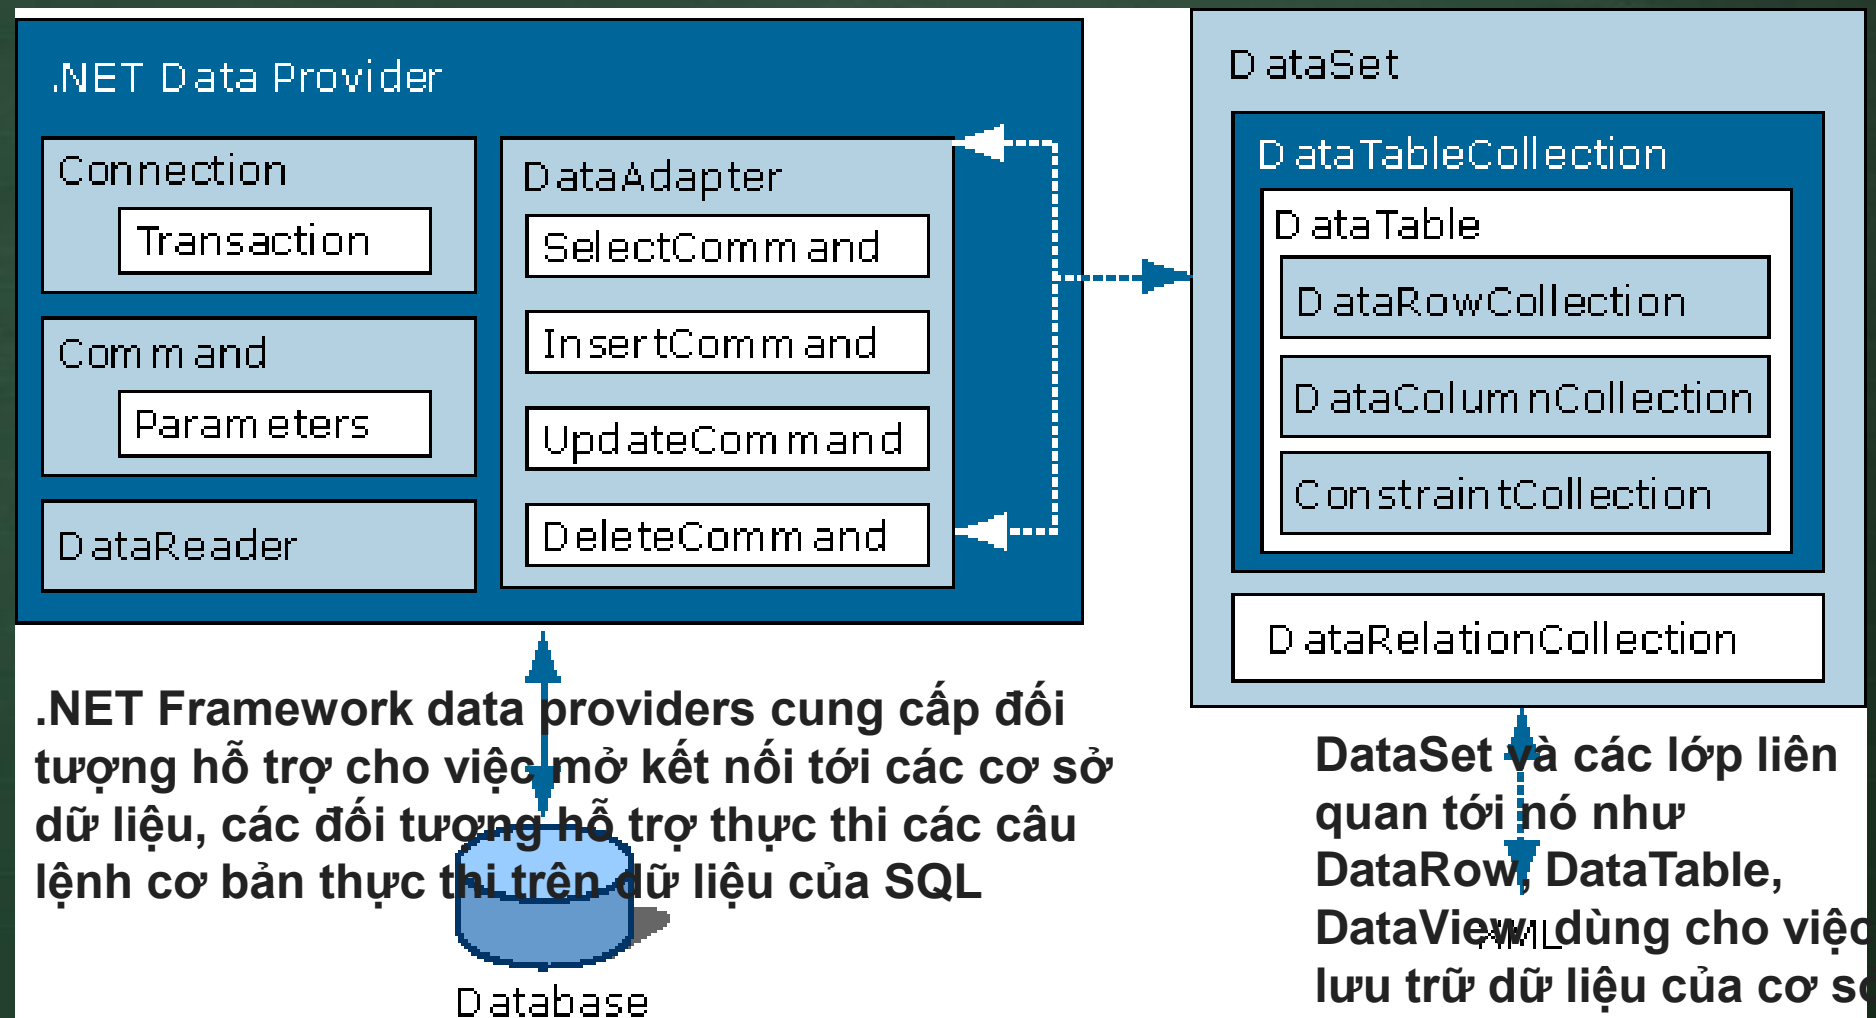 .NET Data Provider
Connection
Transaction
Command
Parameters
DataReader
DataAdapter
SelectCommand
InsertCommand
UpdateCommand
DeleteCommand
DataSet
DataTableCollection
DataTable
DataRowCollection
DataColumnCollection
ConstraintCollection
DataRelationCollection
.NET Framework data providers cung cấp đối
tượng hỗ trợ cho việc mở kết nối tới các cơ sở
dữ liệu, các đối tượng hỗ trợ thực thi các câu
lệnh cơ bản thực thi trên dữ liệu của SQL
Database
DataSet và các lớp liên
quan tới nó như
DataRow, DataTable,
DataView, dùng cho việc
lưu trữ dữ liệu của cơ
XML